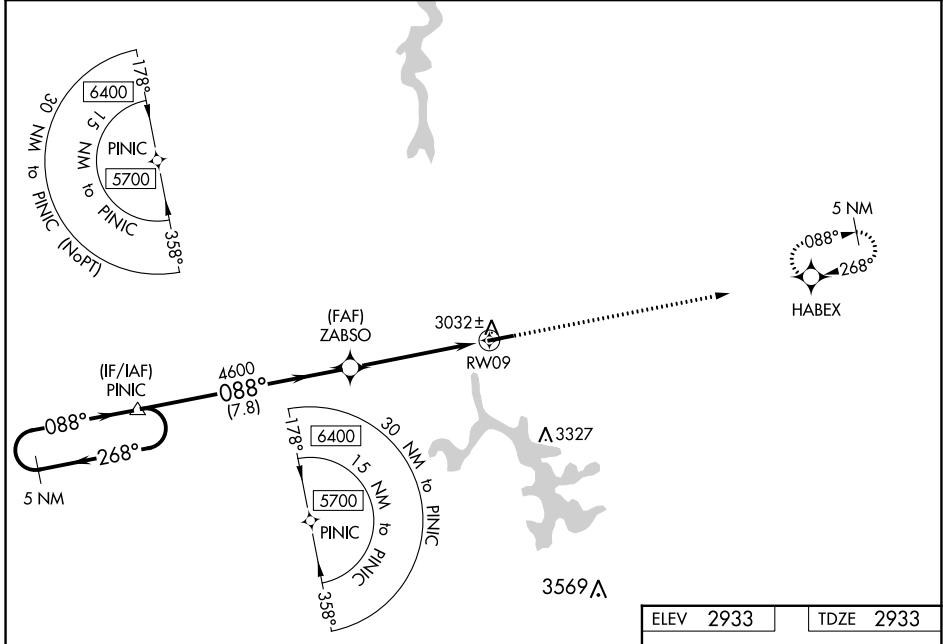 178°
6400
30 NM to PINIC (NoPT)
15 NM to PINIC
PINIC
5700
358°
5 NM
088°
268°
HABEX
(FAF)
ZABSO
3032±
RW09
(IF/IAF)
PINIC
4600
088°
(7.8)
088°
268°
5 NM
178°
6400
30 NM to PINIC
15 NM to PINIC
5700
PINIC
358°
3327
3569
ELEV 2933
TDZE 2933